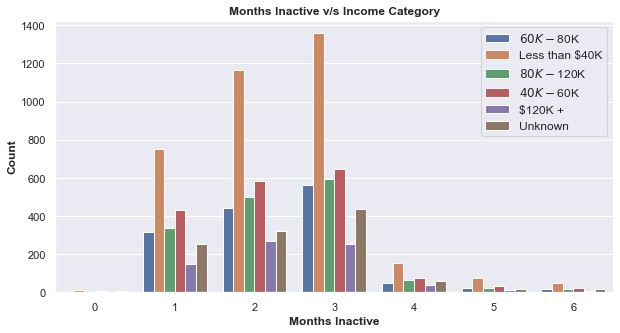 Months Inactive v/s Income Category
1400
1200
1000
800
600
400
200
0
Count
60K − 80K
Less than $40K
80K − 120K
40K − 60K
$120K +
Unknown
0 1 2 3 4 5 6
Months Inactive